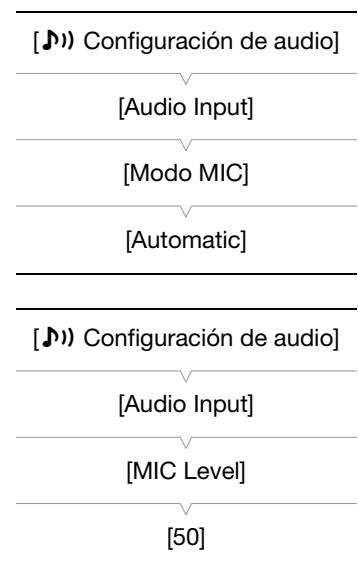 [♪)) Configuración de audio]
[Audio Input]
[Modo MIC]
[Automatic]
[♪)) Configuración de audio]
[Audio Input]
[MIC Level]
[50]